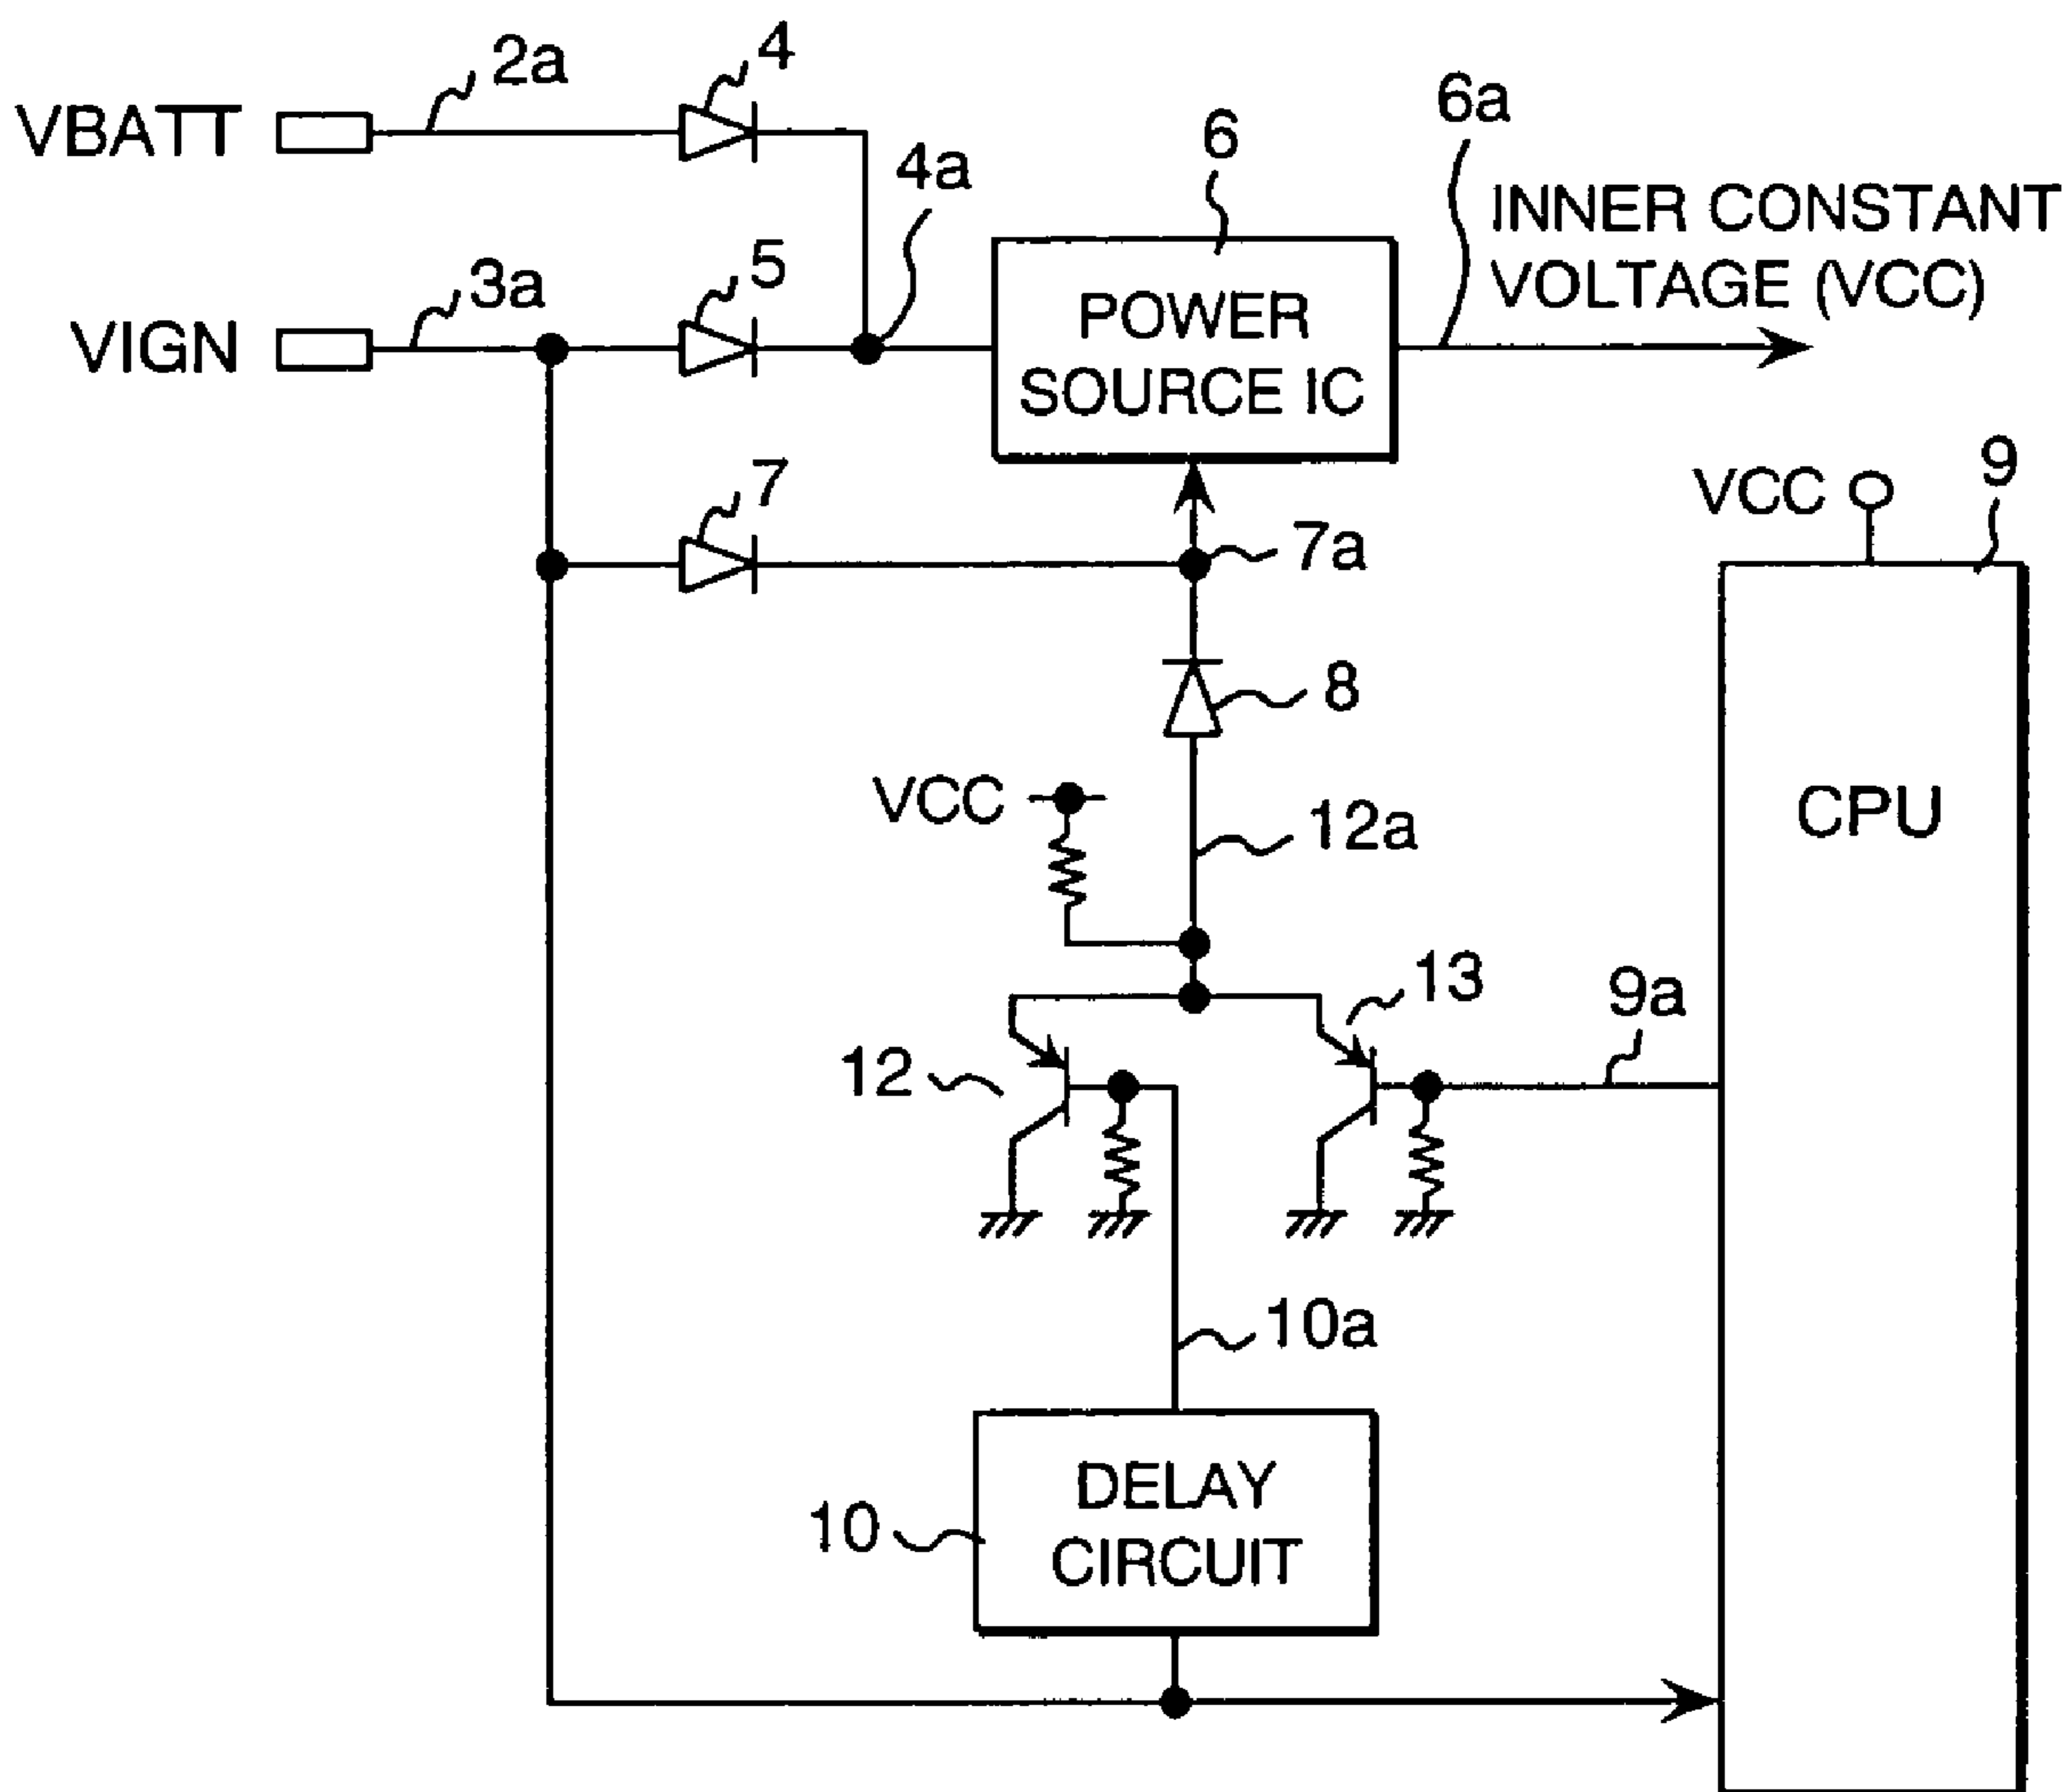 2a
4
VBATT
6
6a
4a
INNER CONSTANT
VOLTAGE (VCC)
5
3a
VIGN
POWER
SOURCE IC
7
VCC
9
7a
8
VCC
12a
CPU
13
9a
12
10a
DELAY
CIRCUIT
10